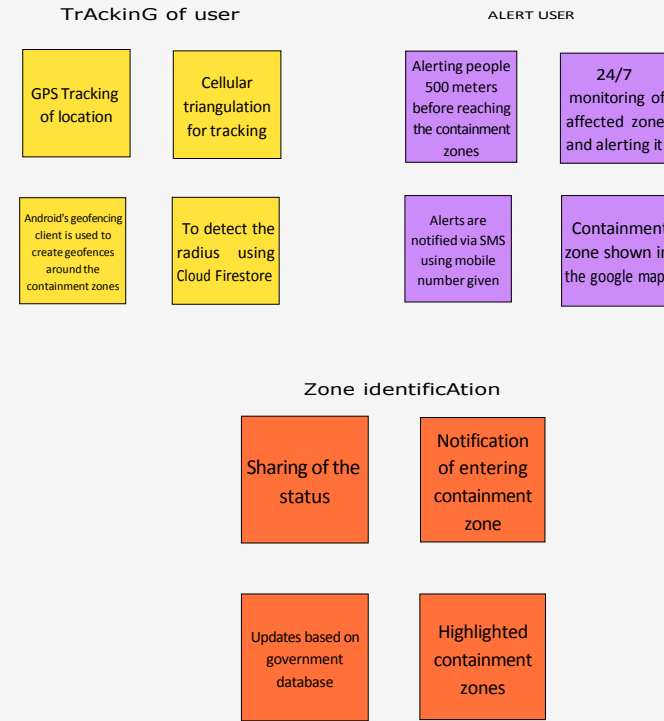 TrAckinG of user
GPS Tracking
of location
Cellular
triangulation
for tracking
Android's geofencing
client is used to
create geofences
around the
containment zones
To detect the
radius using
Cloud Firestore
ALERT USER
Alerting people
500 meters
before reaching
the containment
zones
24/7
monitoring of
affected zone
and alerting it
Alerts are
notified via SMS
using mobile
number given
Containment
zone shown in
the google map
Zone identificAtion
Sharing of the
status
Notification
of entering
containment
zone
Updates based on
government
database
Highlighted
containment
zones